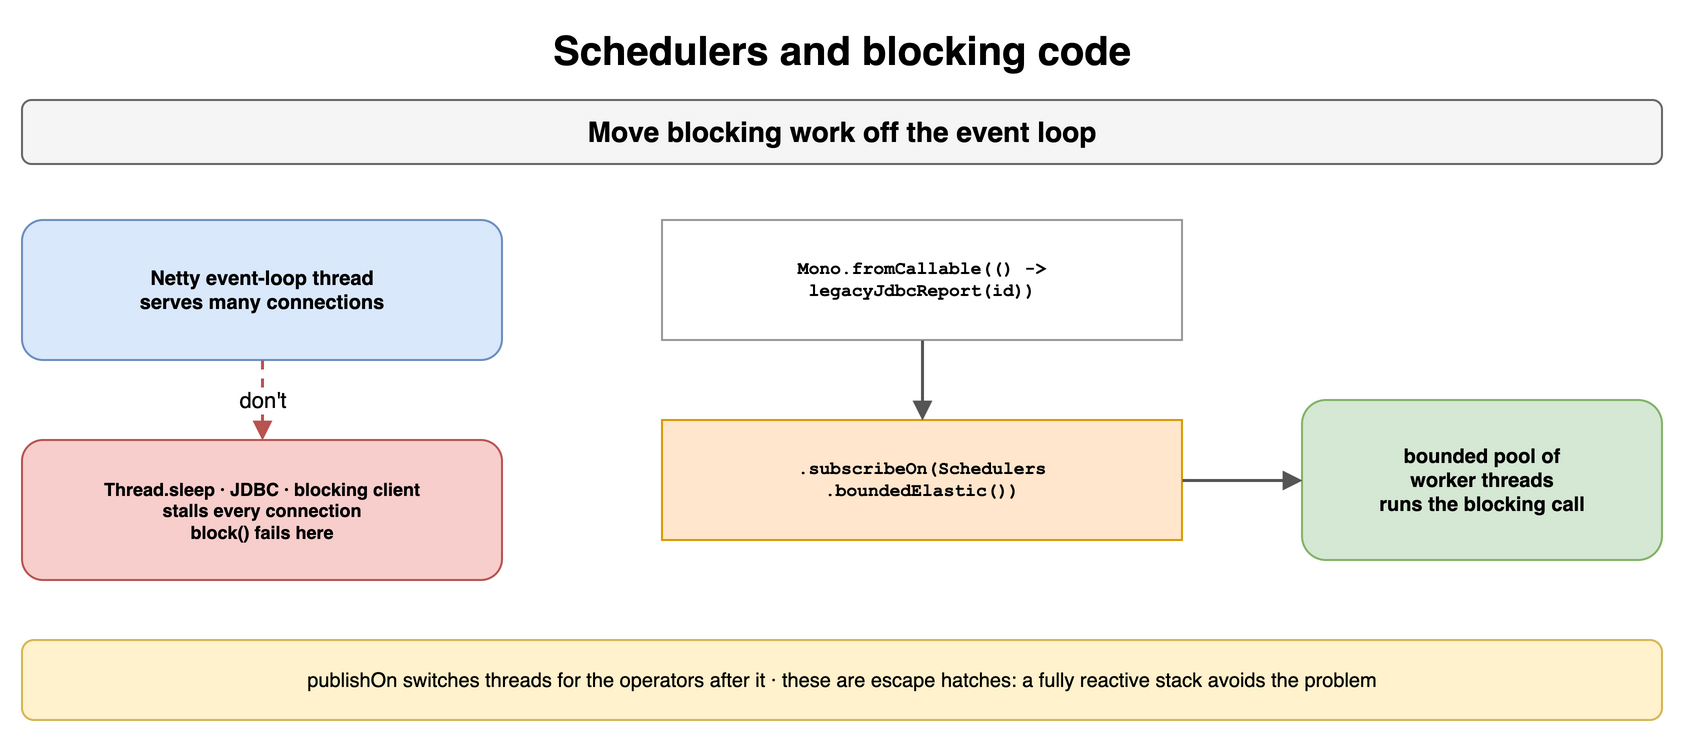 Schedulers and blocking code
Move blocking work off the event loop
Netty event-loop thread
serves many connections
don't
Thread.sleep · JDBC · blocking client
stalls every connection
block() fails here
Mono.fromCallable(() ->
legacyJdbcReport(id))
.subscribeOn(Schedulers
.boundedElastic())
bounded pool of
worker threads
runs the blocking call
publishOn switches threads for the operators after it · these are escape hatches: a fully reactive stack avoids the problem